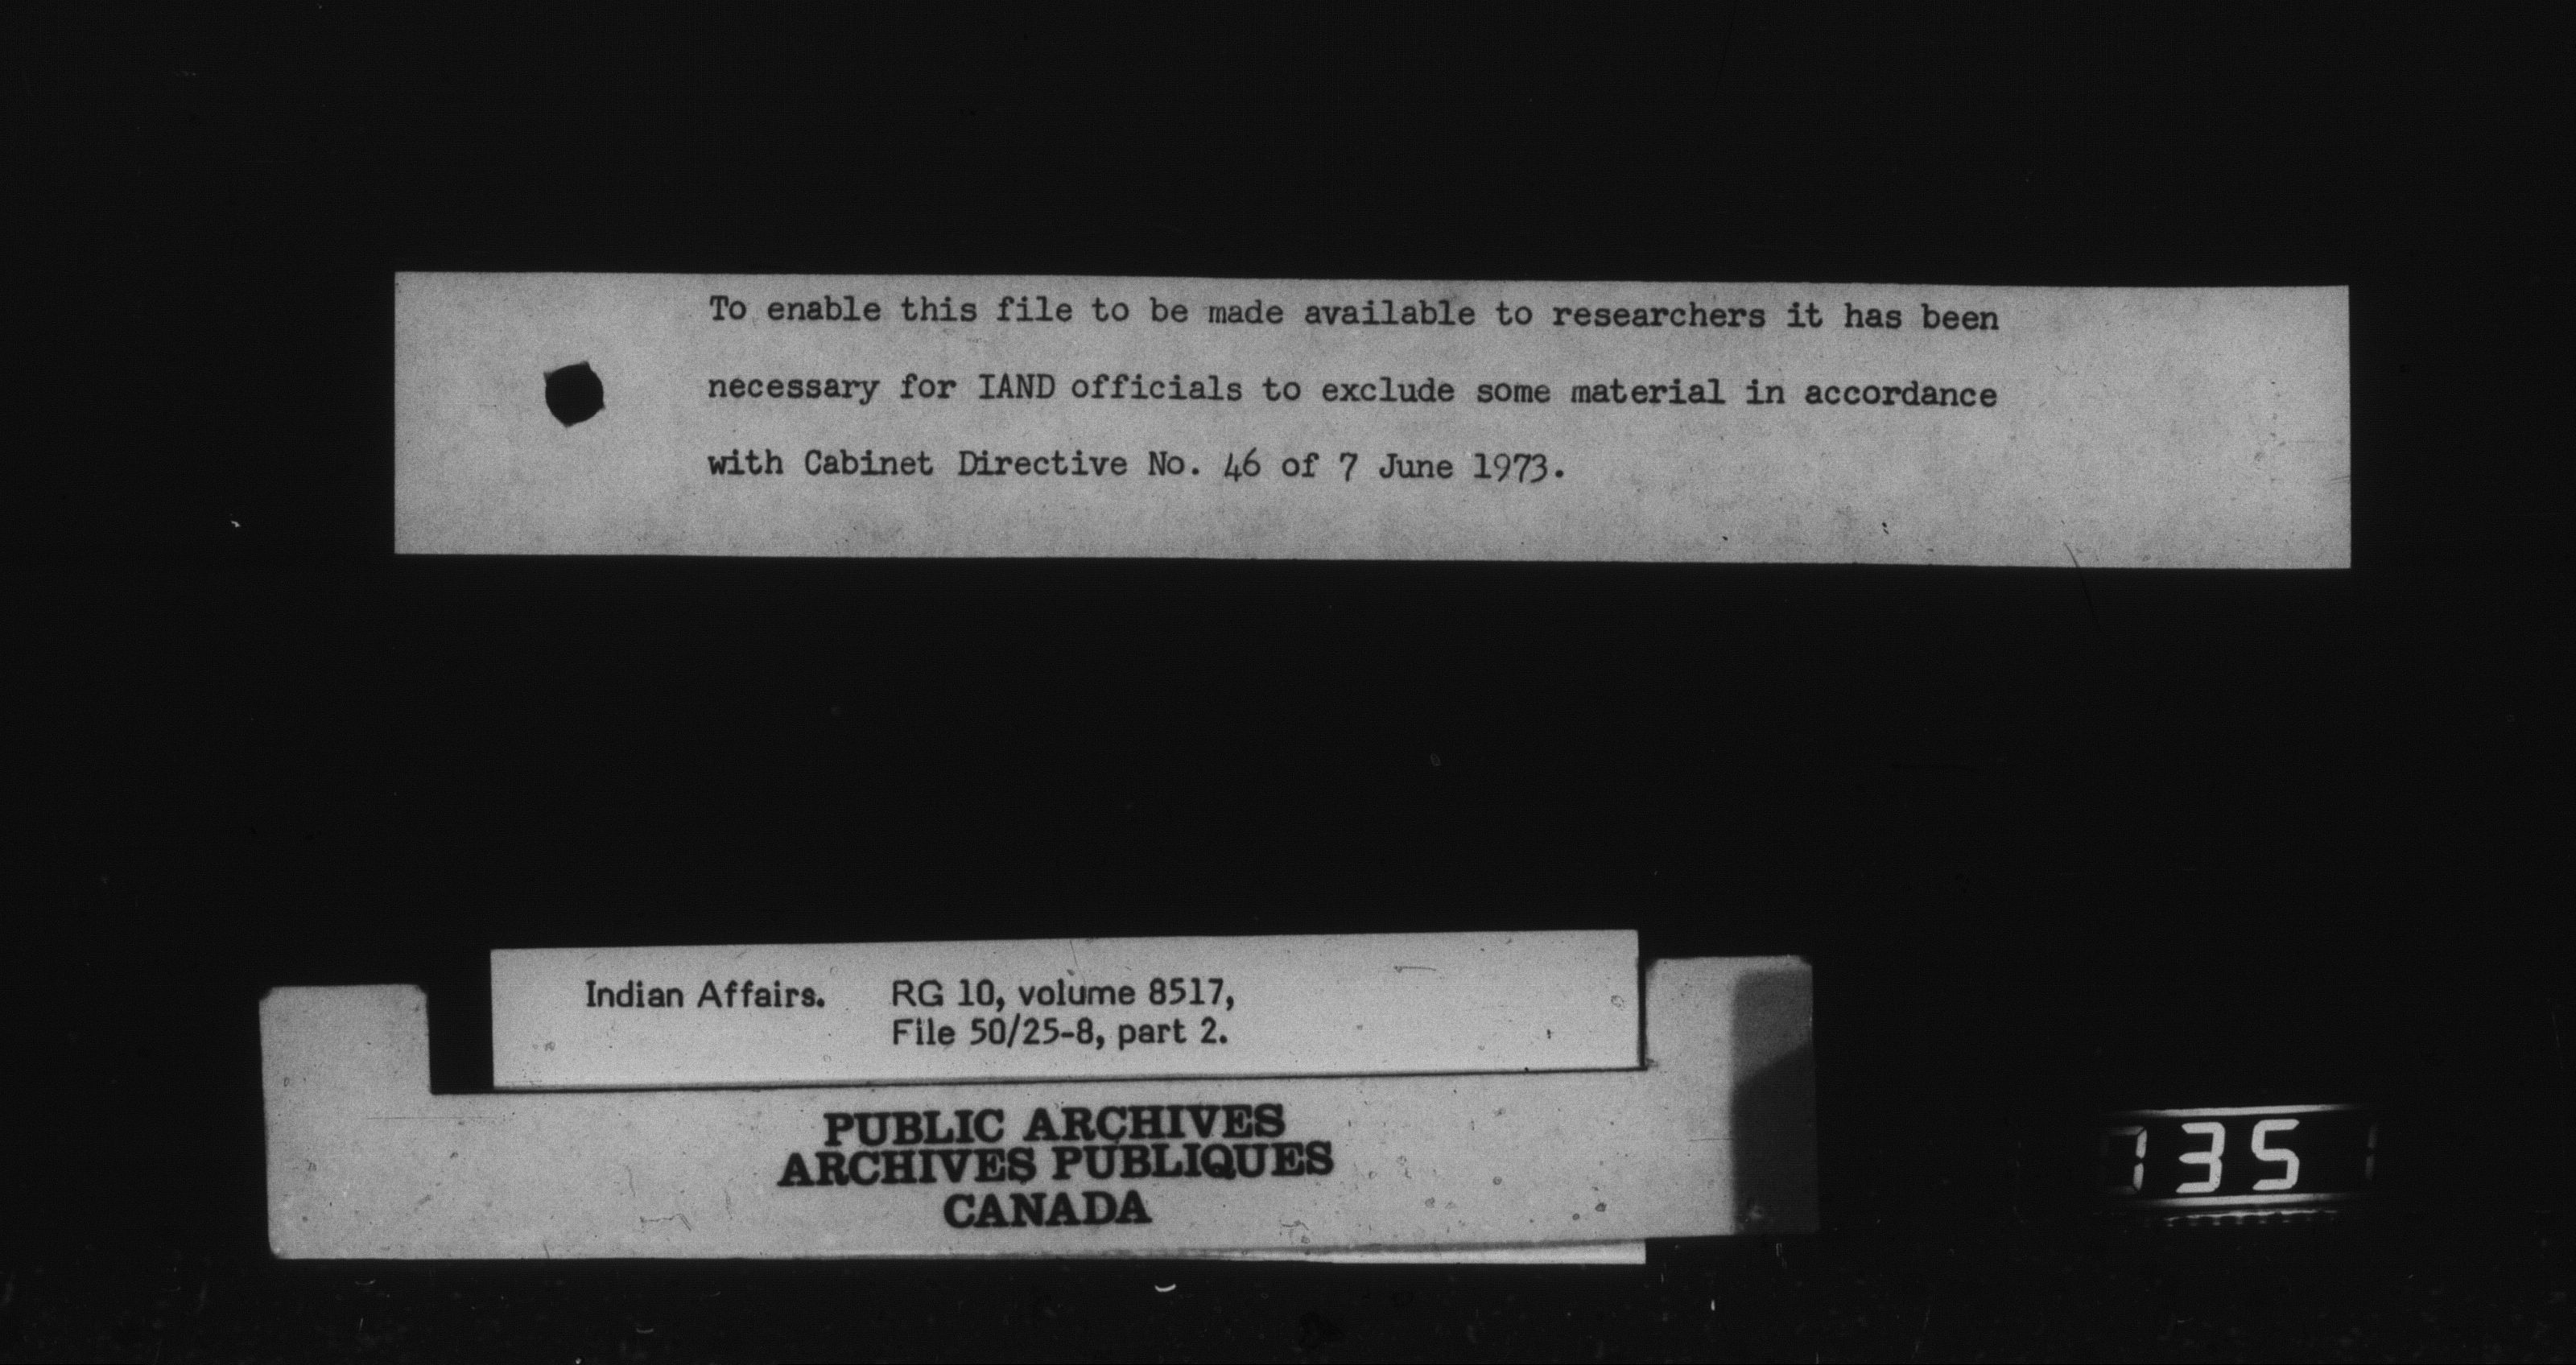 To enable this file to be made available to researchers it has been
necessary for IAND officials to exclude some material in accordance
with Cabinet Directive No. 46 of 7 June 1973.
Indian Affairs. RG 10, volume 8517,
File 50/25-8, part 2.
PUBLIC ARCHIVES
ARCHIVES PUBLIQUES
CANADA
735